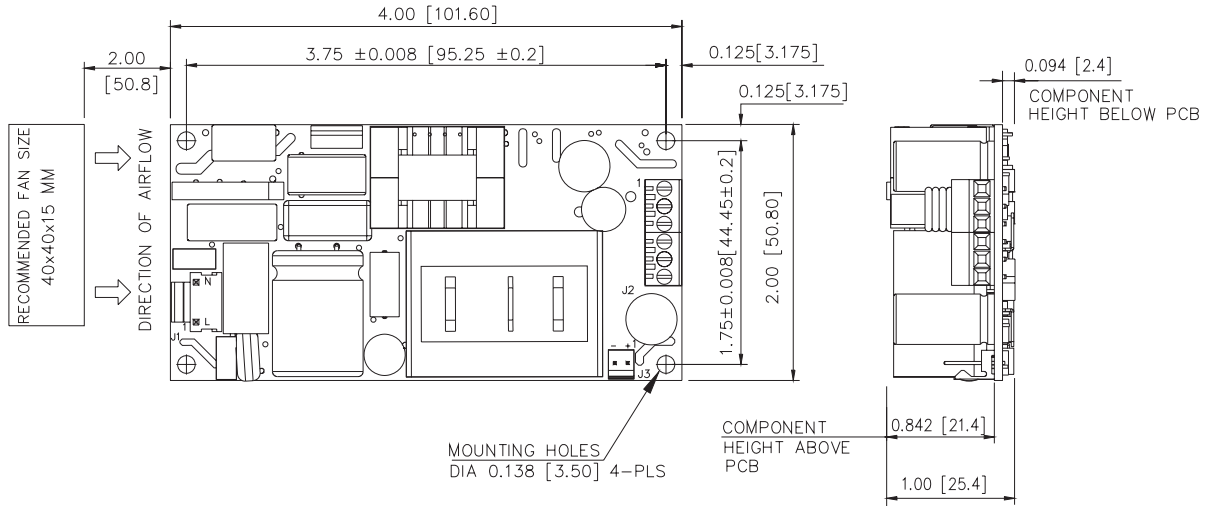 4.00 [101.60]
2.00
[50.8]
3.75 ±0.008 [95.25 ±0.2]
0.125[3.175]
0.125[3.175]
0.094 [2.4]
COMPONENT
HEIGHT BELOW PCB
RECOMMENDED FAN SIZE
40x40x15 MM
DIRECTION OF AIRFLOW
1
N
L
1
J1
J2
1.75±0.008[44.45±0.2]
2.00 [50.80]
- +
1
J3
MOUNTING HOLES
DIA 0.138 [3.50] 4-PLS
COMPONENT
HEIGHT ABOVE
PCB
0.842 [21.4]
1.00 [25.4]